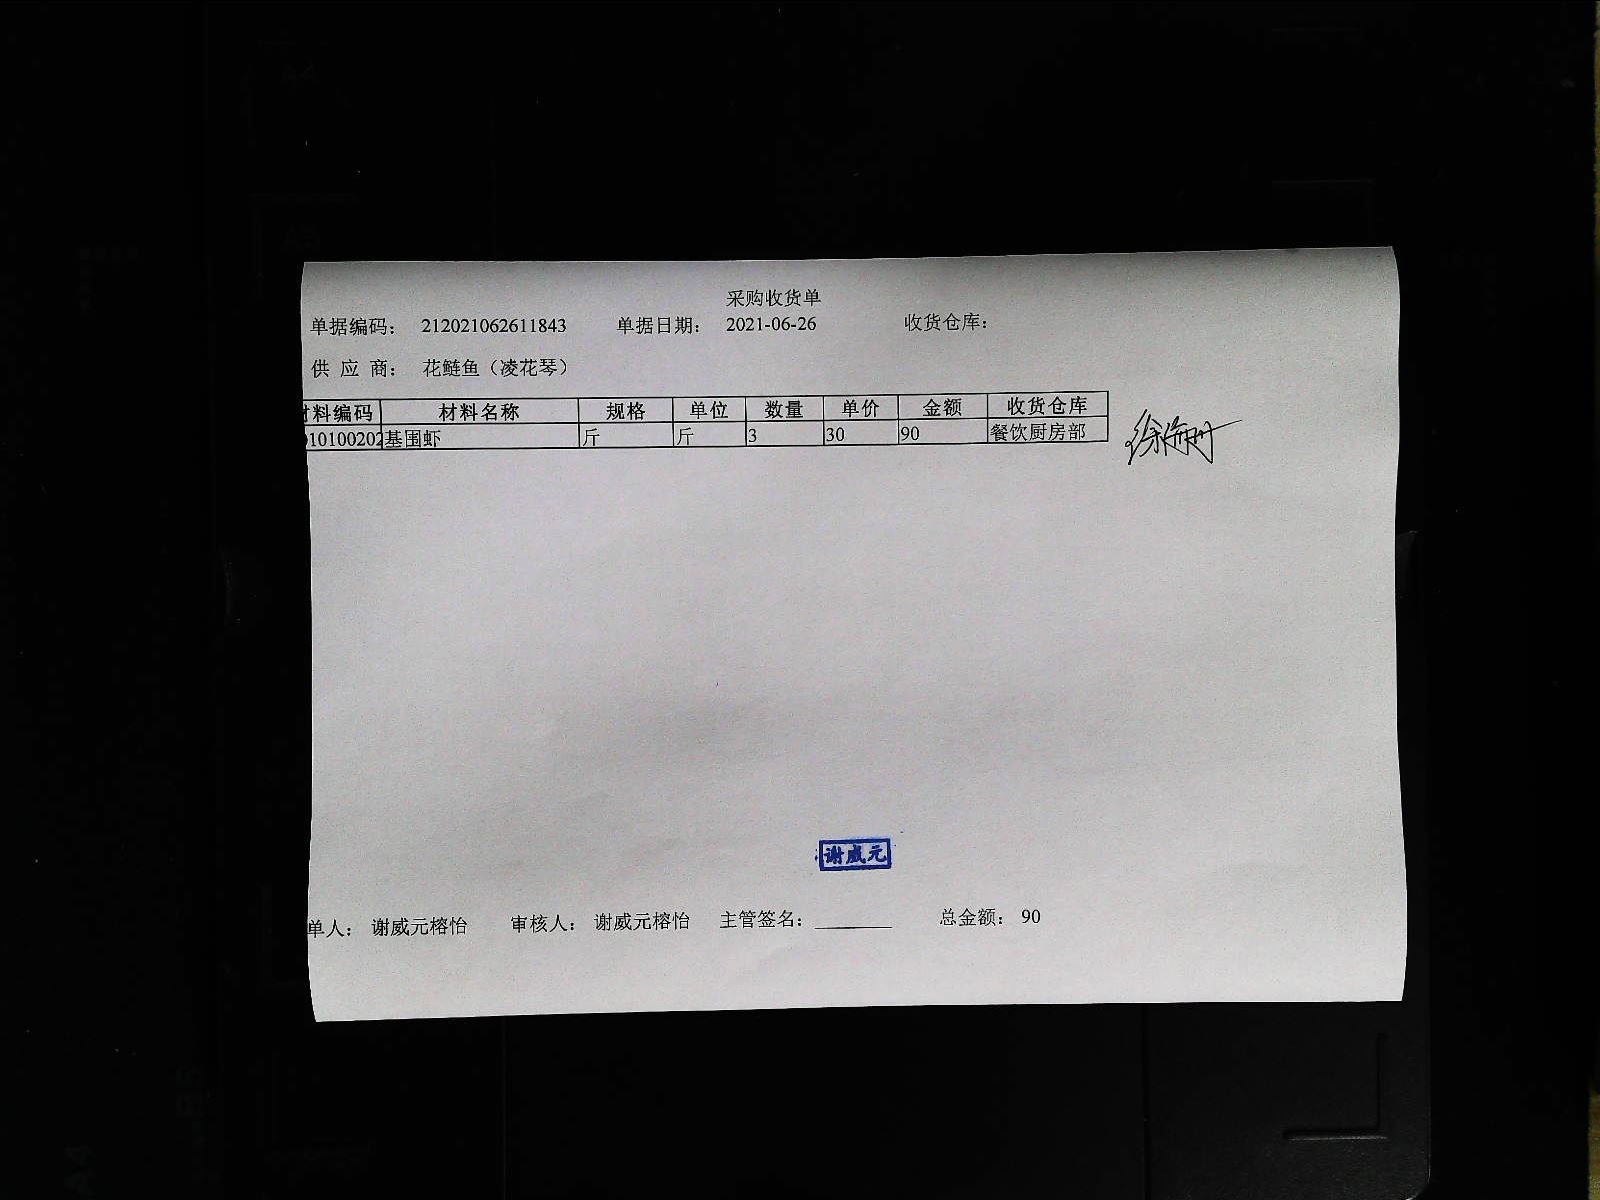 采购收货单
单据编码： 212021062611843 单据日期： 2021-06-26 收货仓库：
供 应 商： 花鲢鱼（凌花琴）
材料编码 材料名称 规格 单位 数量 单价 金额 收货仓库
10100202 基围虾 斤 斤 3 30 90 餐饮厨房部
谢威元
单人： 谢威元榕怡 审核人： 谢威元榕怡 主管签名： 总金额： 90